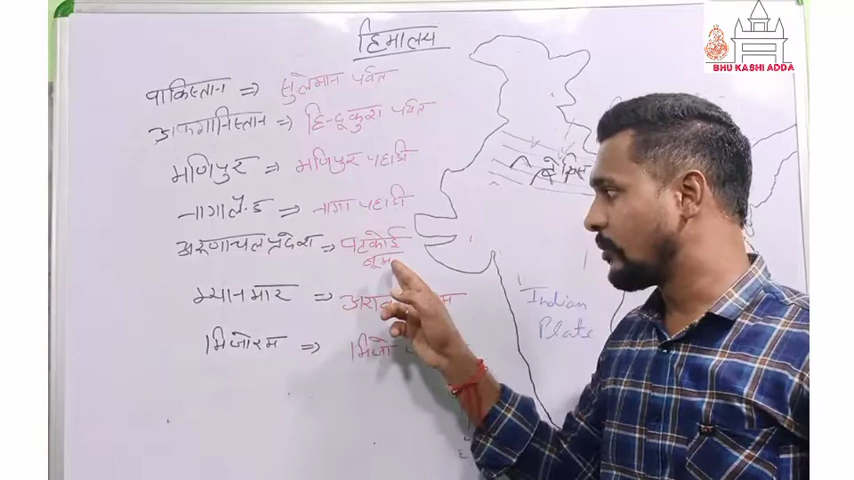 हिमालय
BHU KASHI ADDA
पाकिस्तान => सुलेमान पर्वत
अफगानिस्तान => हिन्दूकुश पर्वत
मणिपुर => मणिपुर पहाडी
नागालैंड => नागा पहाडी
अरुणाचल प्रदेश => पटकोई
बूम
म्यानमार =>
मिजोरम => मिजो
Indian
Plate